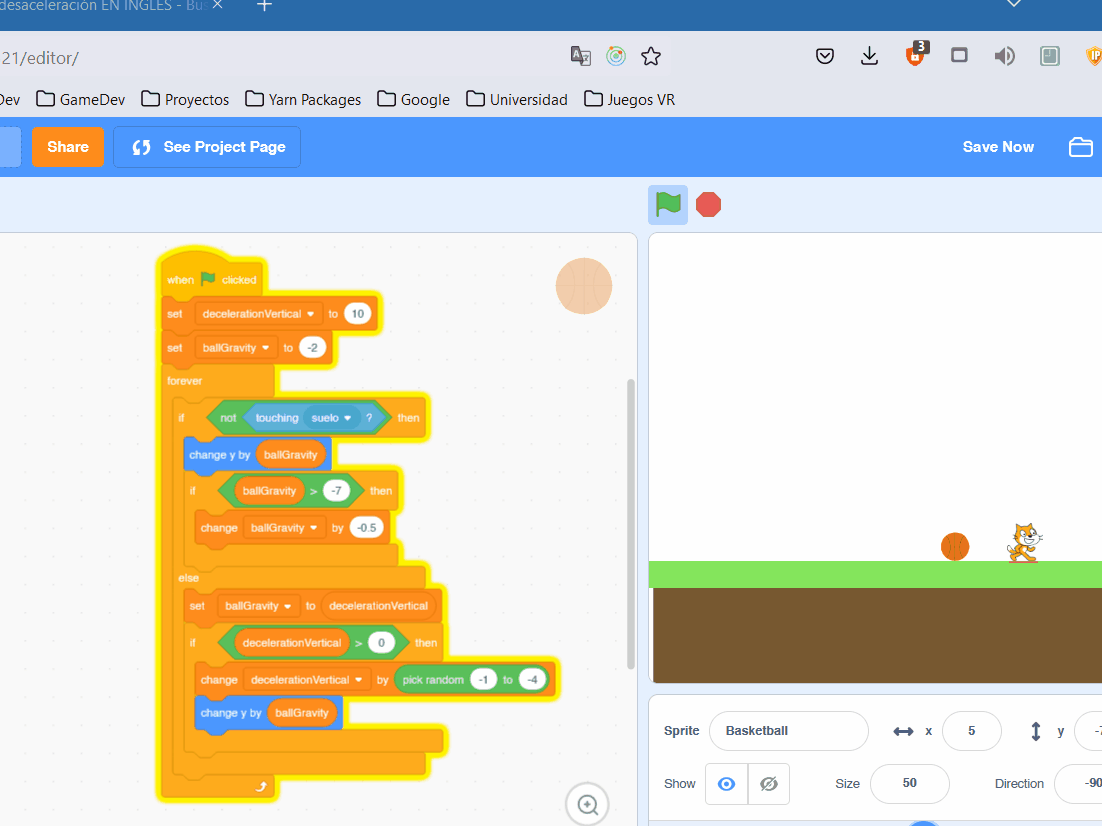 desaceleración EN INGLES - Bus
21/editor/
3
IP
Dev GameDev Proyectos Yarn Packages Google Universidad Juegos VR
Share See Project Page Save Now
when clicked
set decelerationVertical to 10
set ballGravity to -2
forever
if not touching suelo ? then
change y by ballGravity
if ballGravity > -7 then
change ballGravity by -0.5
else
set ballGravity to decelerationVertical
if decelerationVertical > 0 then
change decelerationVertical by pick random -1 to -4
change y by ballGravity
Sprite Basketball x 5 y -7
Show Size 50 Direction -90